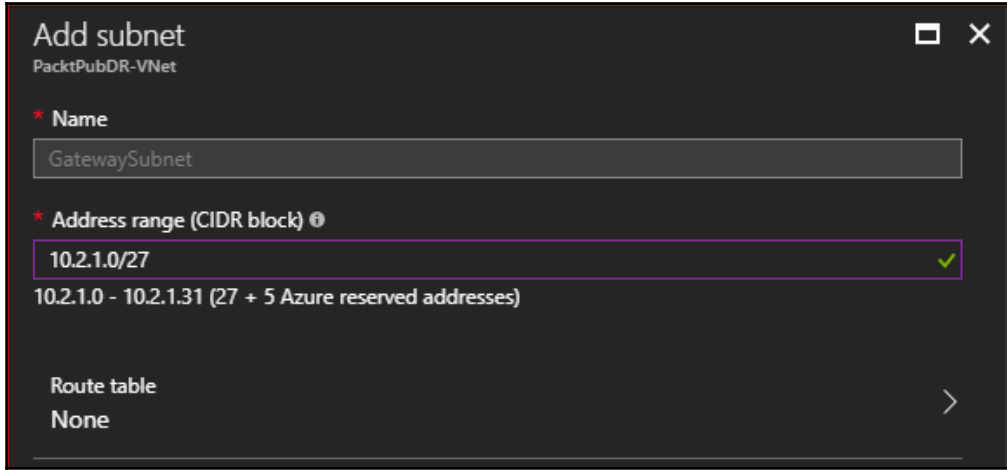 Add subnet
PacktPubDR-VNet
* Name
GatewaySubnet
* Address range (CIDR block)
10.2.1.0/27
10.2.1.0 - 10.2.1.31 (27 + 5 Azure reserved addresses)
Route table
None